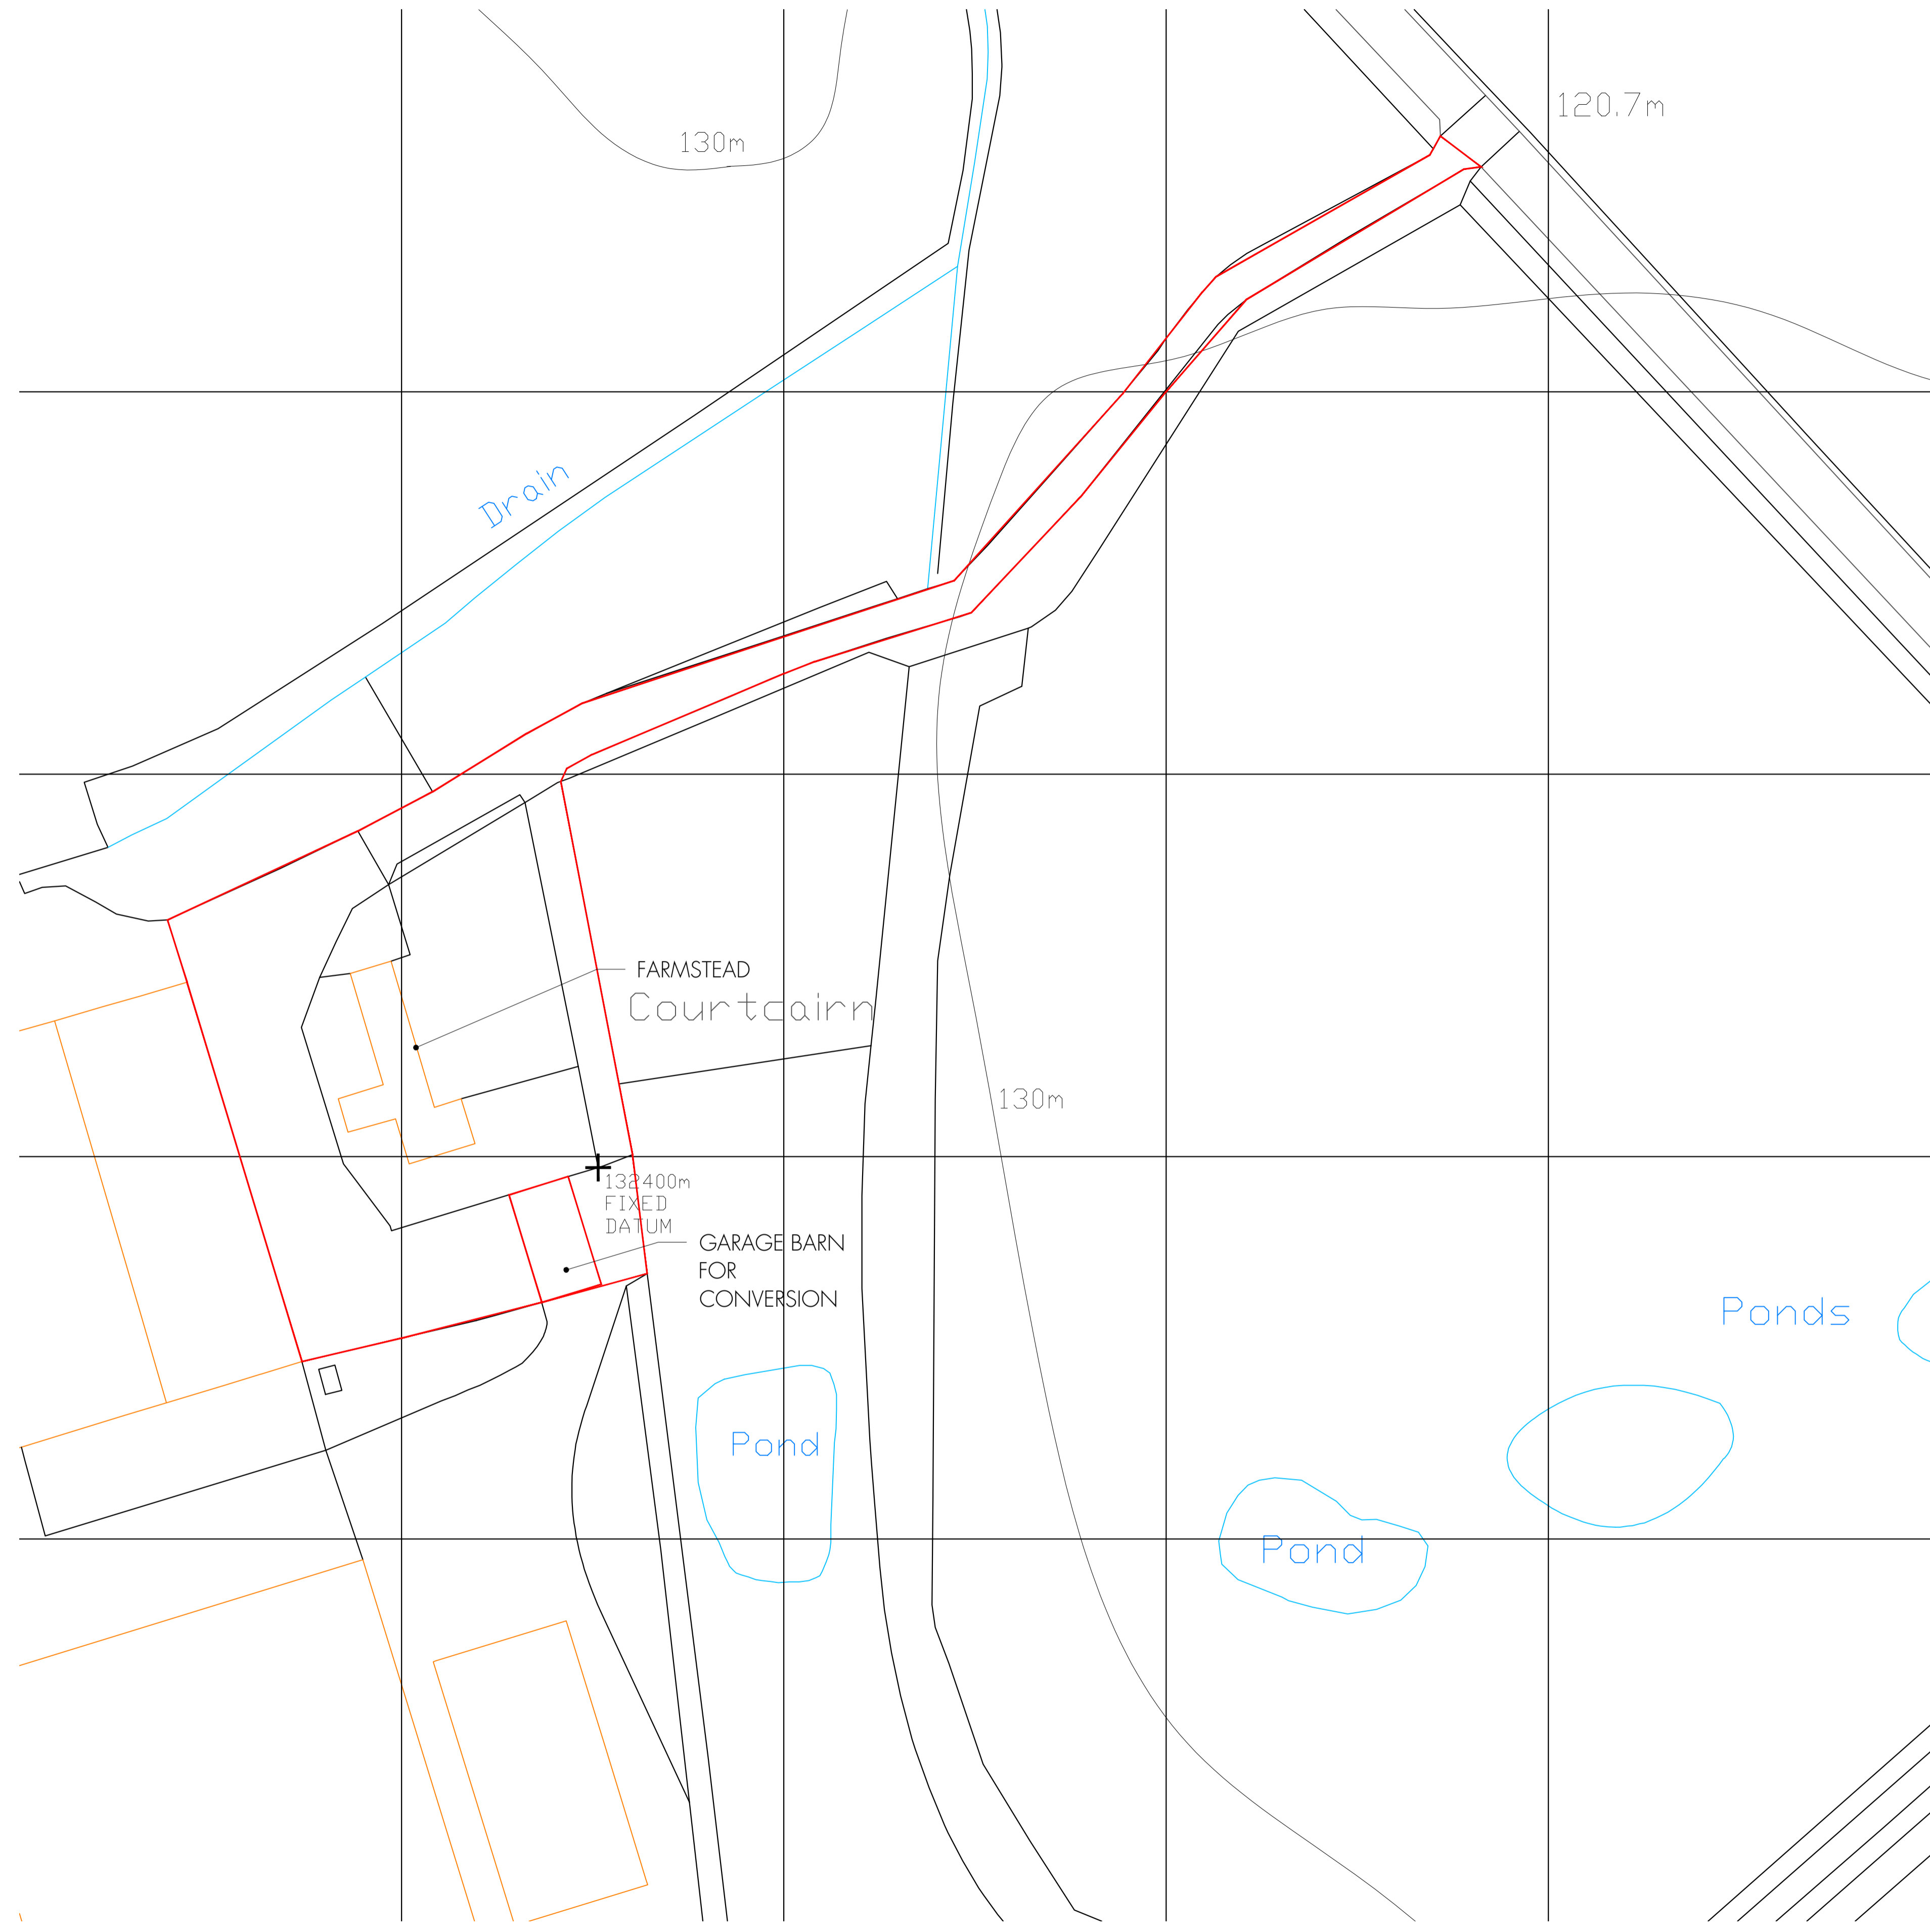 120.7m
130m
Drain
FARMSTEAD
Courtcairn
130m
132400m
FIXED
DATUM
GARAGE BARN
FOR
CONVERSION
Ponds
Pond
Pond